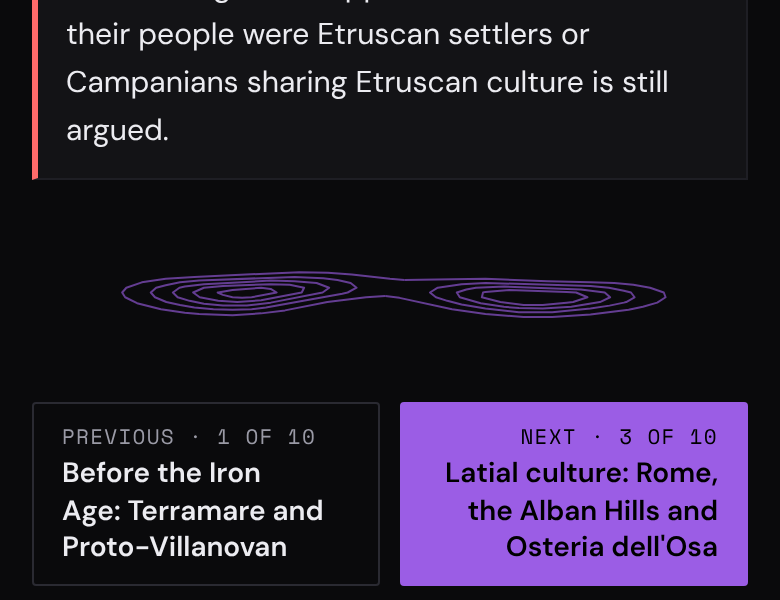 their people were Etruscan settlers or
Campanians sharing Etruscan culture is still
argued.
PREVIOUS · 1 OF 10
Before the Iron
Age: Terramare and
Proto-Villanovan
NEXT · 3 OF 10
Latial culture: Rome,
the Alban Hills and
Osteria dell'Osa